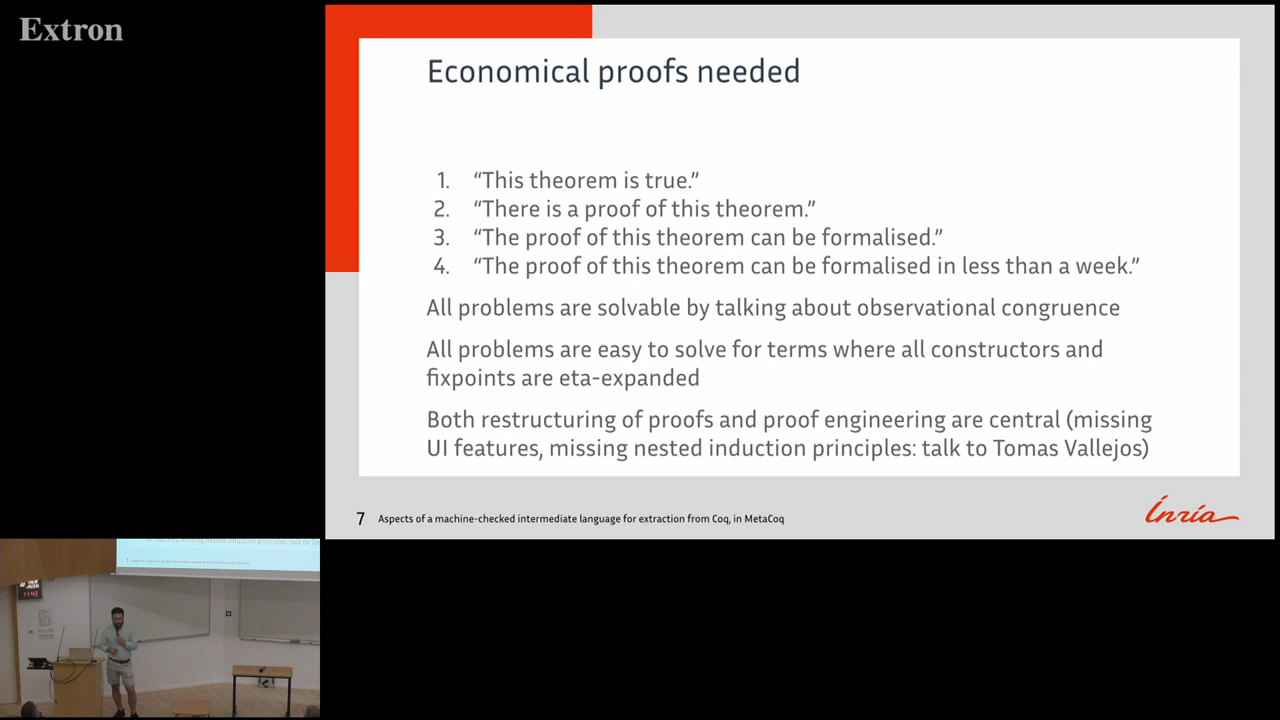 Extron
Economical proofs needed
1. “This theorem is true.”
2. “There is a proof of this theorem.”
3. “The proof of this theorem can be formalised.”
4. “The proof of this theorem can be formalised in less than a week.”
All problems are solvable by talking about observational congruence
All problems are easy to solve for terms where all constructors and
fixpoints are eta-expanded
Both restructuring of proofs and proof engineering are central (missing
UI features, missing nested induction principles: talk to Tomas Vallejos)
7 Aspects of a machine-checked intermediate language for extraction from Coq, in MetaCoq
Inria
11:43